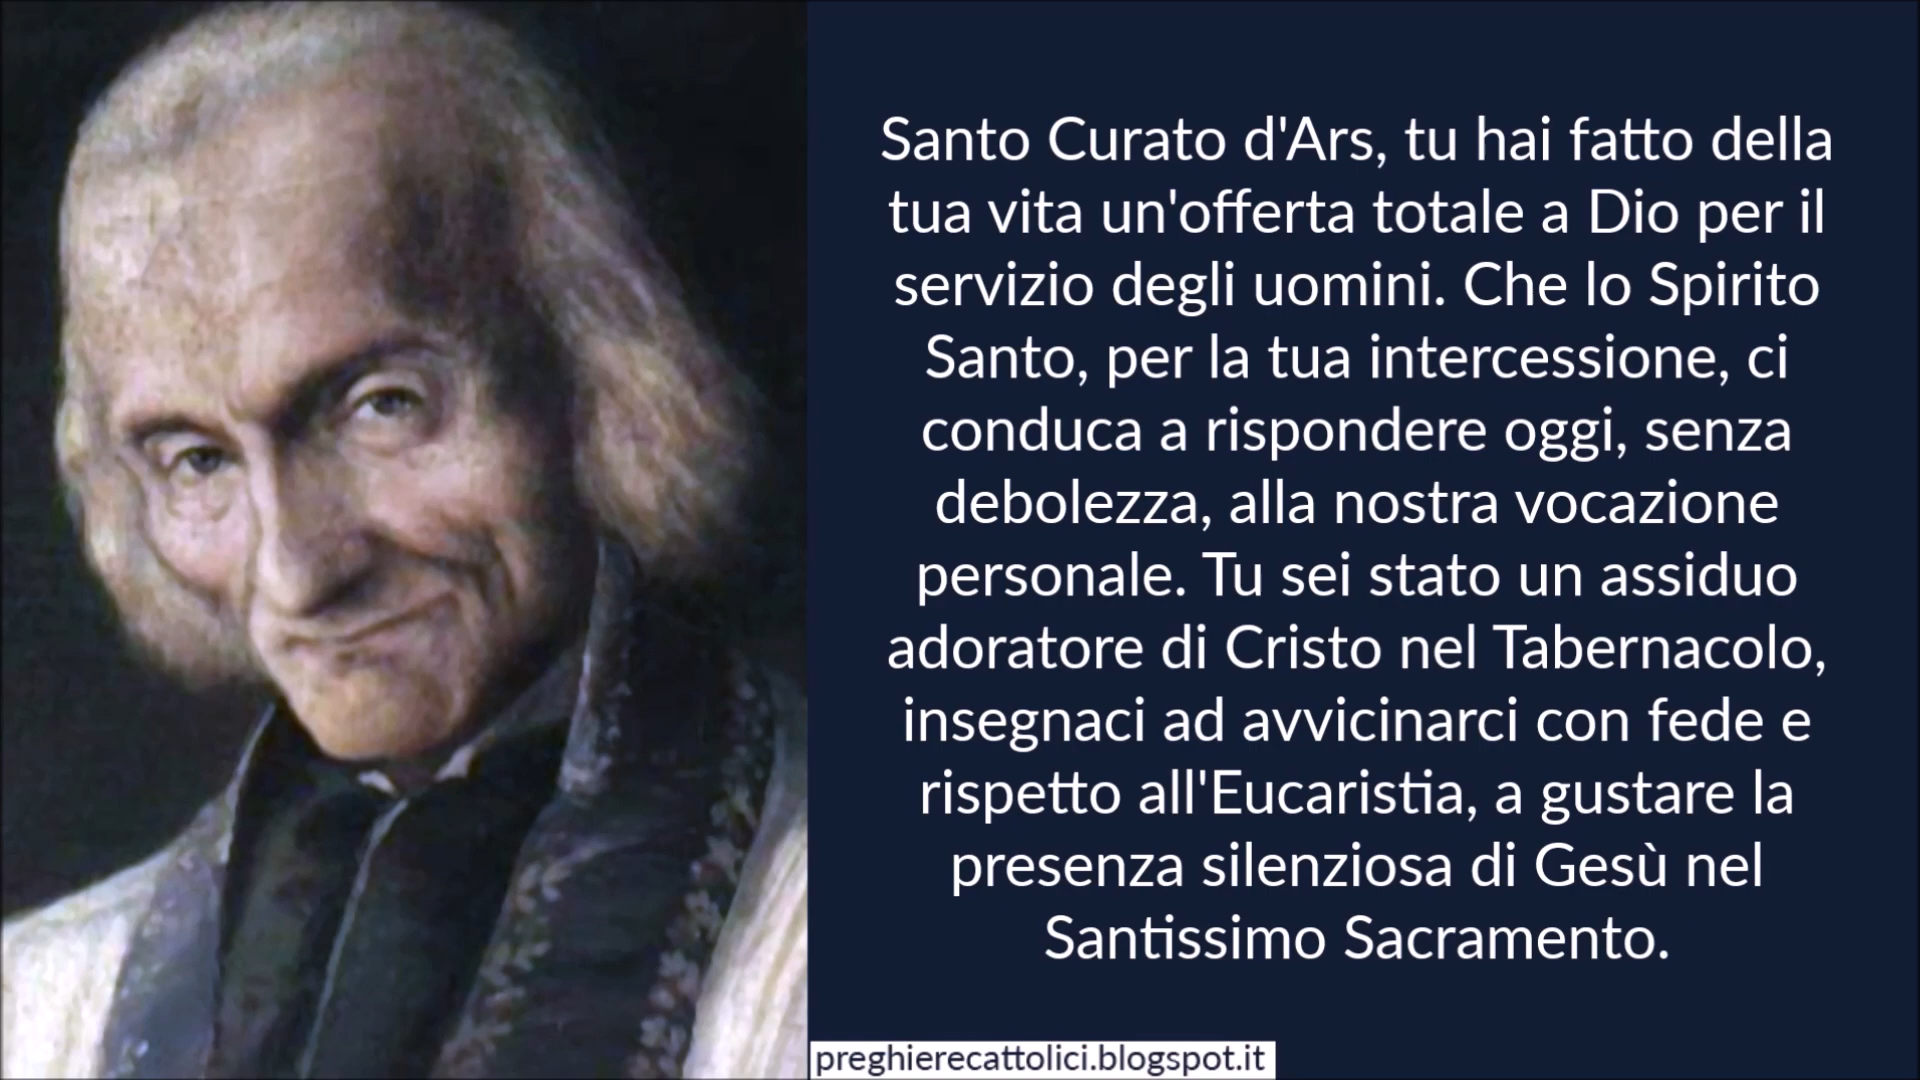 Santo Curato d'Ars, tu hai fatto della
tua vita un'offerta totale a Dio per il
servizio degli uomini. Che lo Spirito
Santo, per la tua intercessione, ci
conduca a rispondere oggi, senza
debolezza, alla nostra vocazione
personale. Tu sei stato un assiduo
adoratore di Cristo nel Tabernacolo,
insegnaci ad avvicinarci con fede e
rispetto all'Eucaristia, a gustare la
presenza silenziosa di Gesù nel
Santissimo Sacramento.
preghierecattolici.blogspot.it